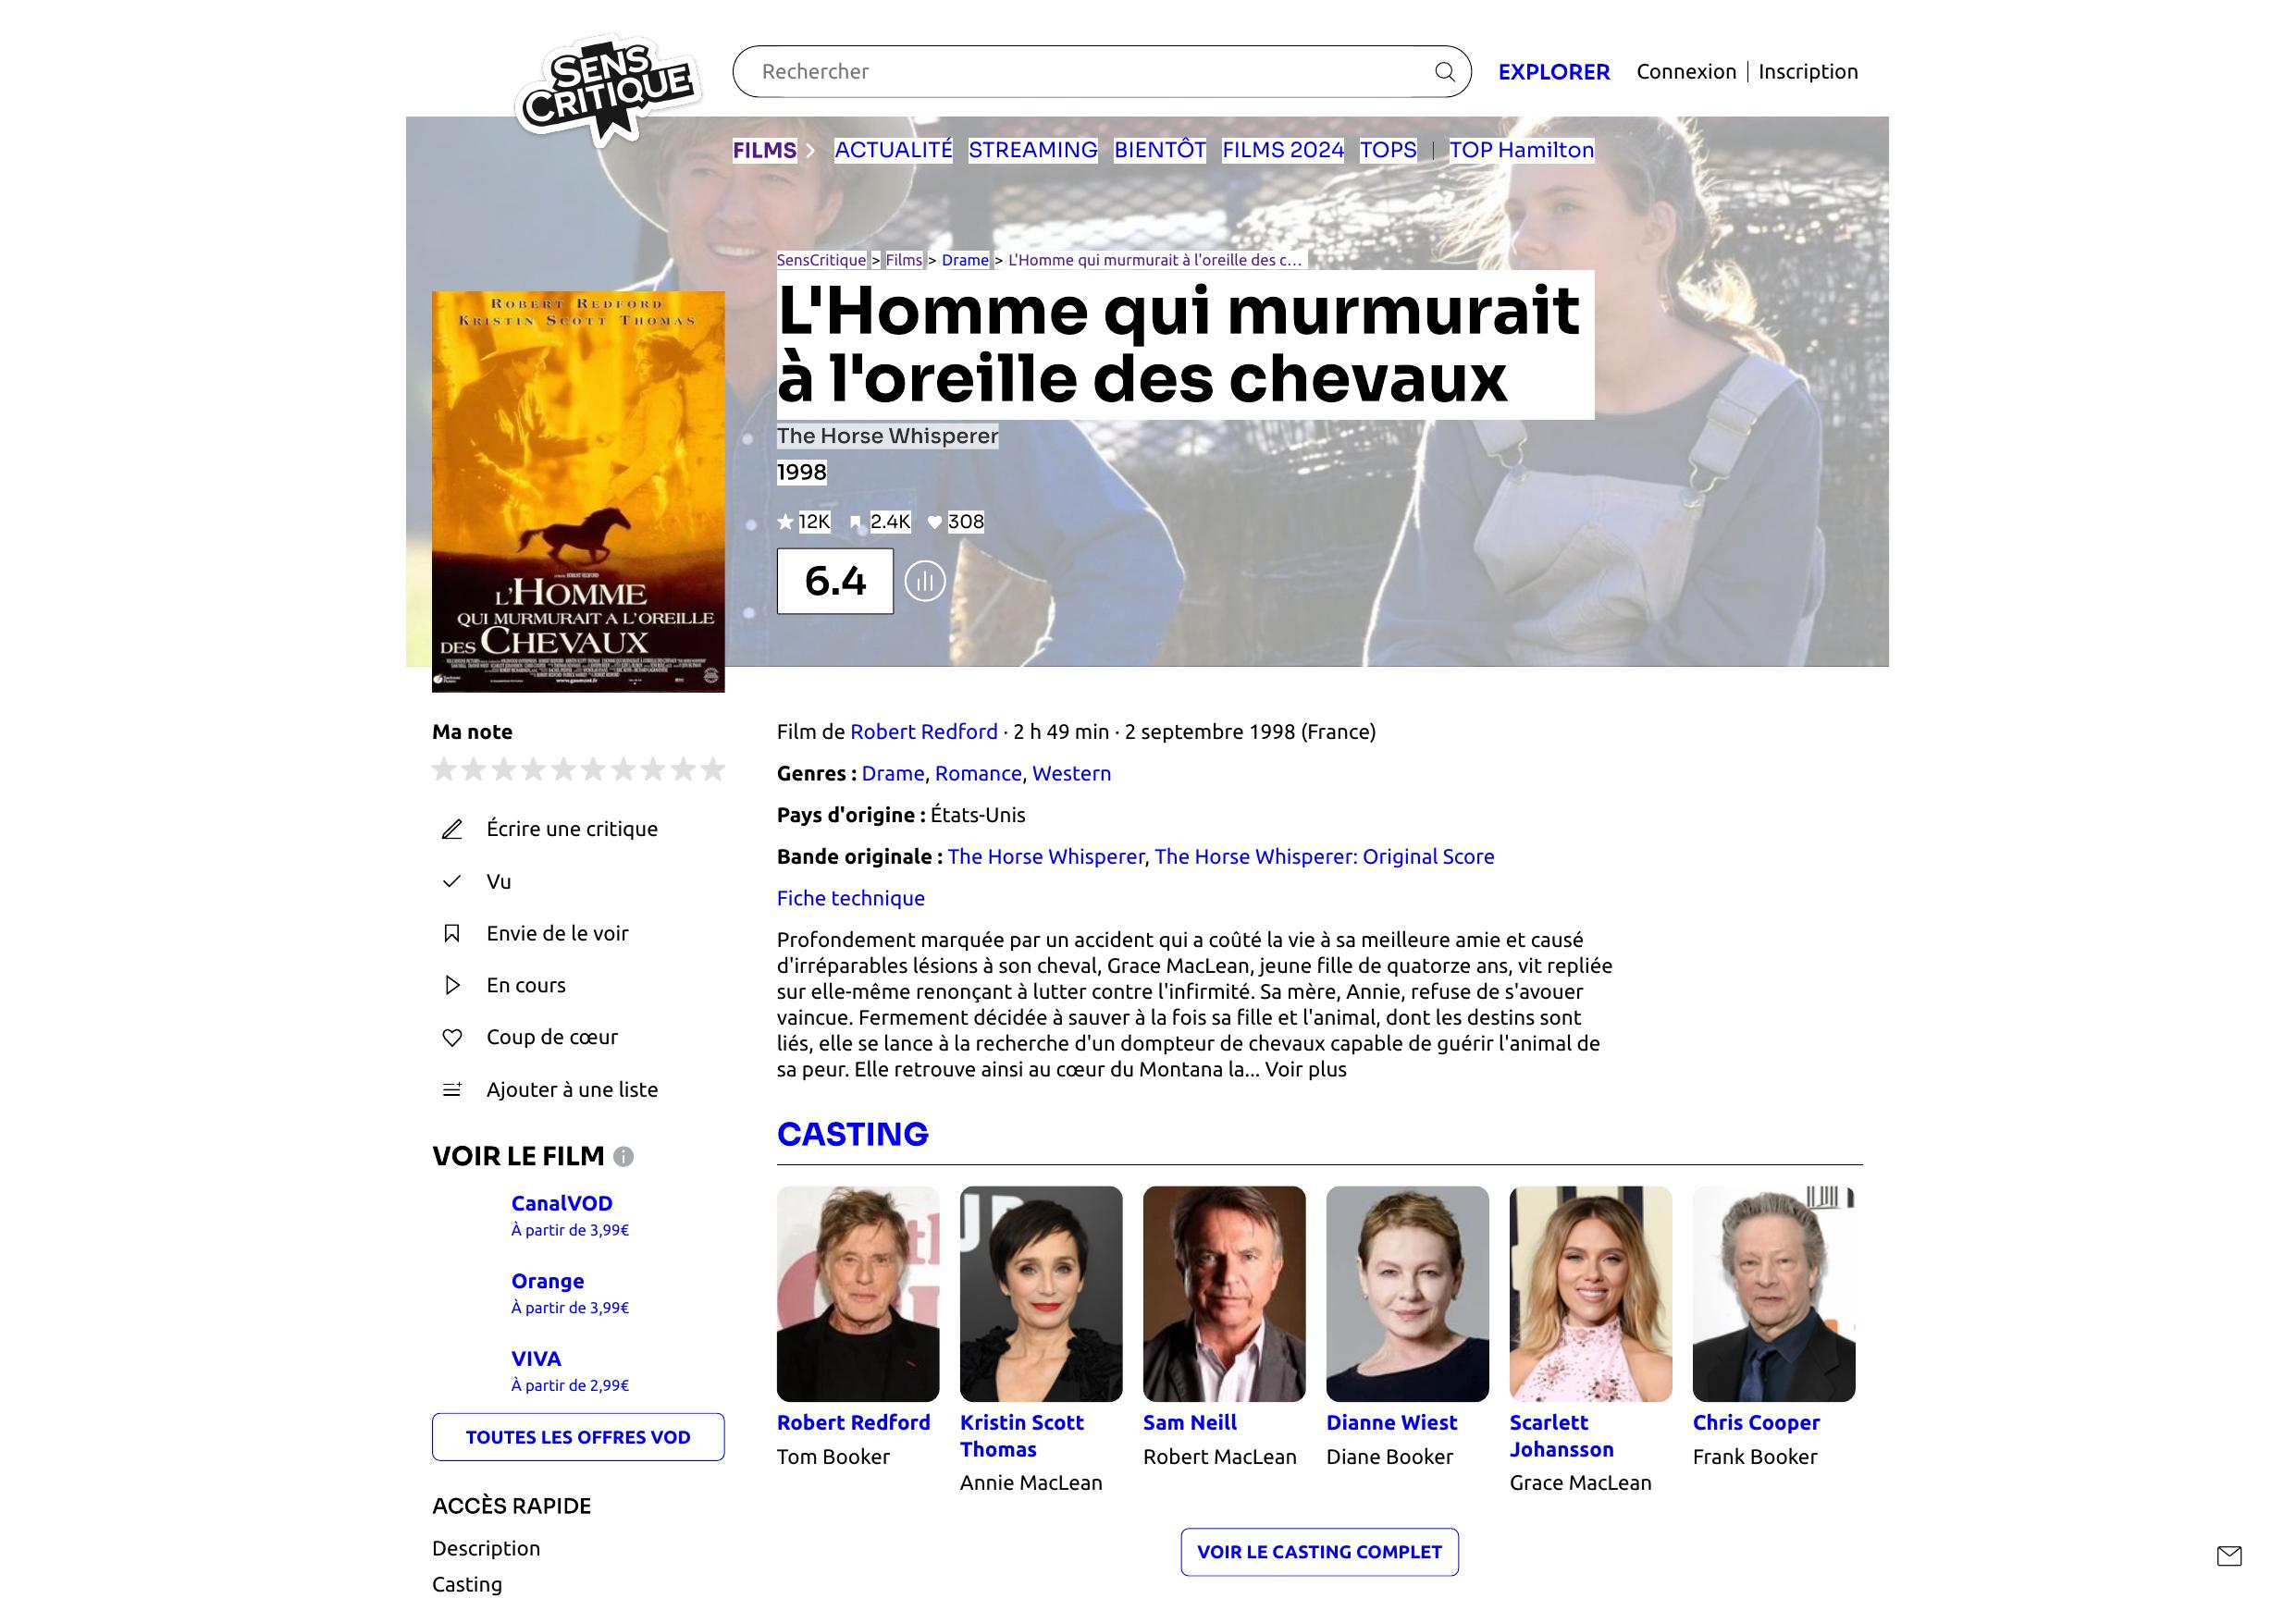 SENS
CRITIQUE
Rechercher
EXPLORER
Connexion
Inscription
FILMS
ACTUALITÉ
STREAMING
BIENTÔT
FILMS 2024
TOPS
TOP Hamilton
SensCritique > Films > Drame > L'Homme qui murmurait à l'oreille des c...
L'Homme qui murmurait
à l'oreille des chevaux
The Horse Whisperer
1998
12K
2.4K
308
6.4
ROBERT REDFORD
KRISTIN SCOTT THOMAS
L'HOMME
QUI MURMURAIT A L'OREILLE
DES CHEVAUX
Ma note
Écrire une critique
Vu
Envie de le voir
En cours
Coup de cœur
Ajouter à une liste
VOIR LE FILM
CanalVOD
À partir de 3,99€
Orange
À partir de 3,99€
VIVA
À partir de 2,99€
TOUTES LES OFFRES VOD
ACCÈS RAPIDE
Description
Casting
Film de Robert Redford · 2 h 49 min · 2 septembre 1998 (France)
Genres : Drame, Romance, Western
Pays d'origine : États-Unis
Bande originale : The Horse Whisperer, The Horse Whisperer: Original Score
Fiche technique
Profondement marquée par un accident qui a coûté la vie à sa meilleure amie et causé
d'irréparables lésions à son cheval, Grace MacLean, jeune fille de quatorze ans, vit repliée
sur elle-même renonçant à lutter contre l'infirmité. Sa mère, Annie, refuse de s'avouer
vaincue. Fermement décidée à sauver à la fois sa fille et l'animal, dont les destins sont
liés, elle se lance à la recherche d'un dompteur de chevaux capable de guérir l'animal de
sa peur. Elle retrouve ainsi au cœur du Montana la... Voir plus
CASTING
Robert Redford
Tom Booker
Kristin Scott
Thomas
Annie MacLean
Sam Neill
Robert MacLean
Dianne Wiest
Diane Booker
Scarlett
Johansson
Grace MacLean
Chris Cooper
Frank Booker
VOIR LE CASTING COMPLET